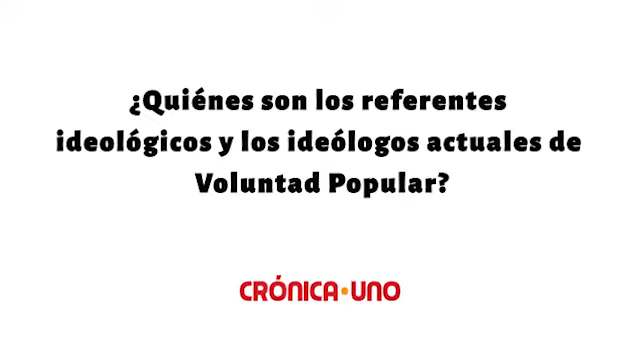 ¿Quiénes son los referentes
ideológicos y los ideólogos actuales de
Voluntad Popular?
CRÓNICA•UNO